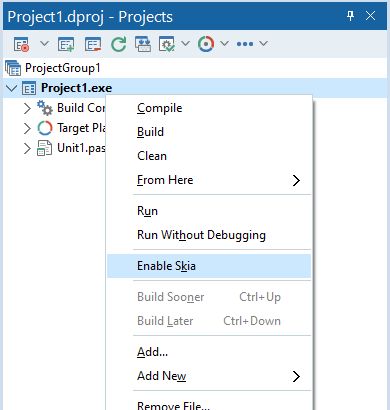 Project1.dproj - Projects
ProjectGroup1
Project1.exe
Build Con
Target Pla
Unit1.pas
Compile
Build
Clean
From Here
Run
Run Without Debugging
Enable Skia
Build Sooner Ctrl+Up
Build Later Ctrl+Down
Add...
Add New
Remove File...